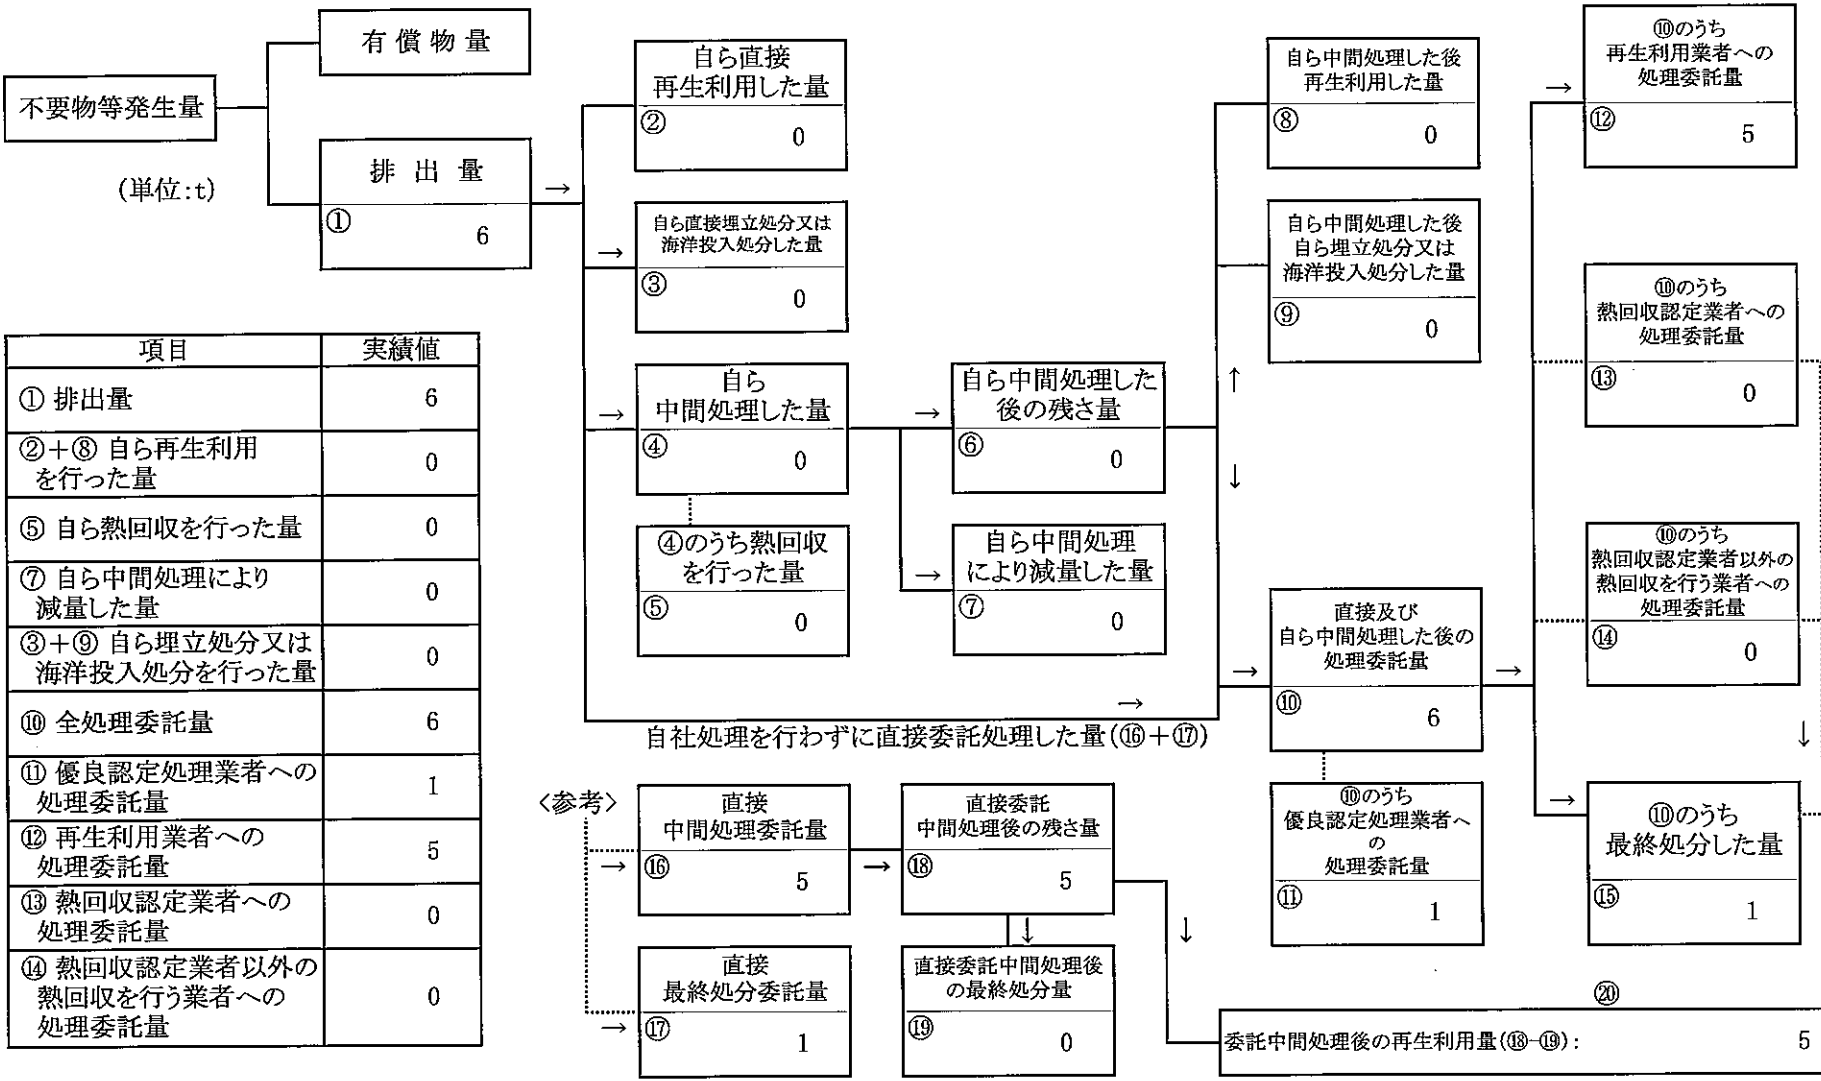 不要物等発生量
有償物量
(単位:t)
排出量
①
6
自ら直接
再生利用した量
②
0
自ら直接埋立処分又は
海洋投入処分した量
③
0
自ら
中間処理した量
④
0
④のうち熱回収
を行った量
⑤
0
自ら中間処理した
後の残さ量
⑥
0
自ら中間処理
により減量した量
⑦
0
自ら中間処理した後
再生利用した量
⑧
0
自ら中間処理した後
自ら埋立処分又は
海洋投入処分した量
⑨
0
直接及び
自ら中間処理した後の
処理委託量
⑩
6
⑩のうち
優良認定処理業者へ
の
処理委託量
⑪
1
⑩のうち
再生利用業者への
処理委託量
⑫
5
⑩のうち
熱回収認定業者への
処理委託量
⑬
0
⑩のうち
熱回収認定業者以外の
熱回収を行う業者への
処理委託量
⑭
0
⑩のうち
最終処分した量
⑮
1
自社処理を行わずに直接委託処理した量(⑯+⑰)
<参考>
直接
中間処理委託量
⑯
5
直接
最終処分委託量
⑰
1
直接委託
中間処理後の残さ量
⑱
5
直接委託中間処理後
の最終処分量
⑲
0
⑳
委託中間処理後の再生利用量(⑱-⑲): 5
項目 実績値
① 排出量 6
②+⑧ 自ら再生利用
を行った量 0
⑤ 自ら熱回収を行った量 0
⑦ 自ら中間処理により
減量した量 0
③+⑨ 自ら埋立処分又は
海洋投入処分を行った量 0
⑩ 全処理委託量 6
⑪ 優良認定処理業者への
処理委託量 1
⑫ 再生利用業者への
処理委託量 5
⑬ 熱回収認定業者への
処理委託量 0
⑭ 熱回収認定業者以外の
熱回収を行う業者への
処理委託量 0